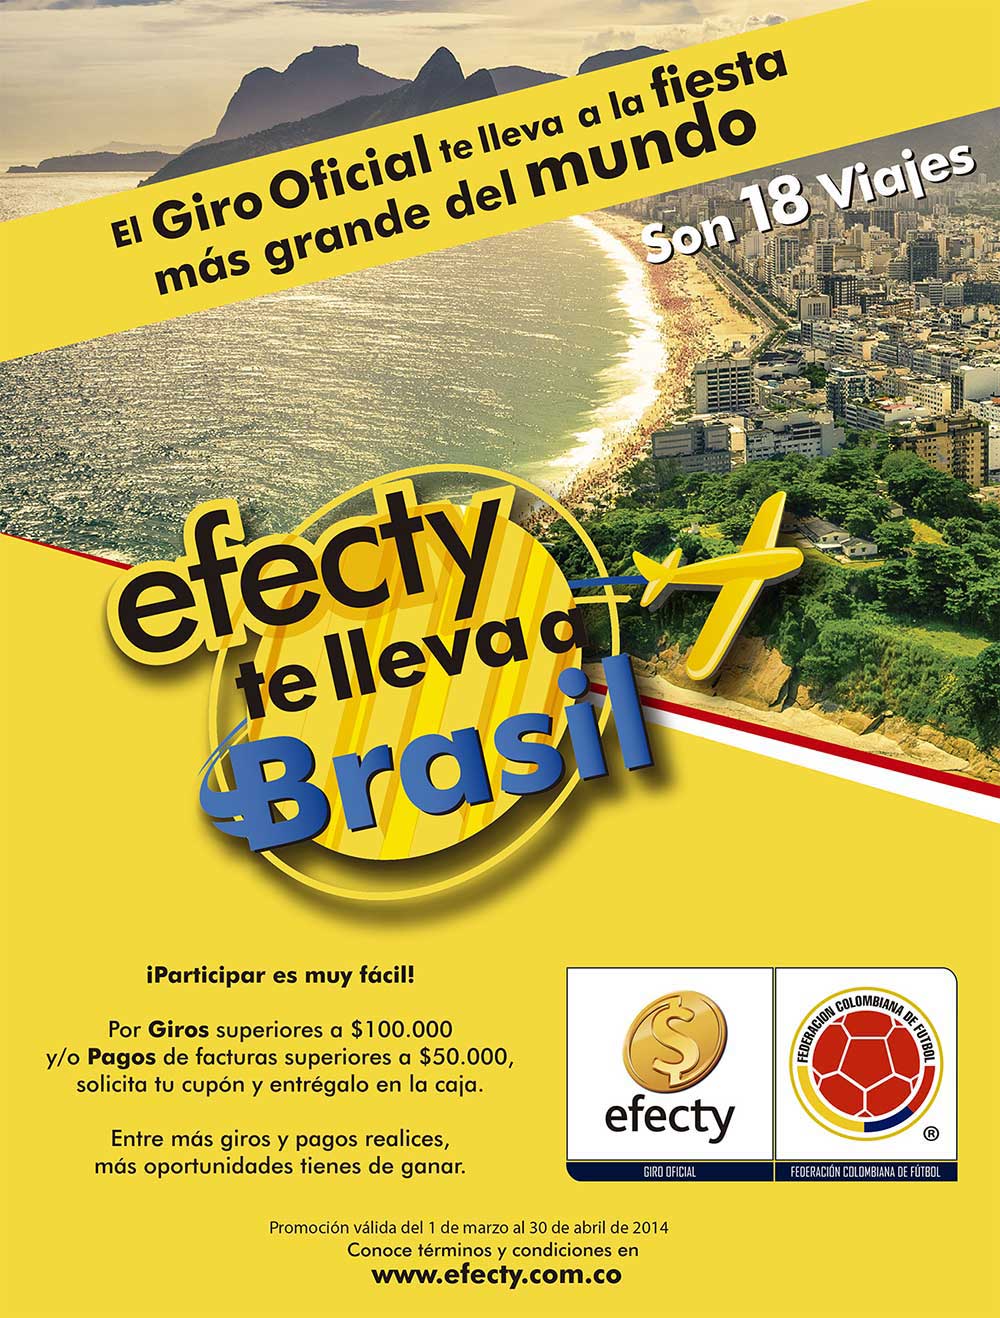 El Giro Oficial te lleva a la fiesta
más grande del mundo
Son 18 Viajes
efecty
te lleva a
Brasil
¡Participar es muy fácil!
Por Giros superiores a $100.000
y/o Pagos de facturas superiores a $50.000,
solicita tu cupón y entrégalo en la caja.
Entre más giros y pagos realices,
más oportunidades tienes de ganar.
$
efecty
GIRO OFICIAL
FEDERACION COLOMBIANA DE FUTBOL
®
FEDERACIÓN COLOMBIANA DE FÚTBOL
Promoción válida del 1 de marzo al 30 de abril de 2014
Conoce términos y condiciones en
www.efecty.com.co